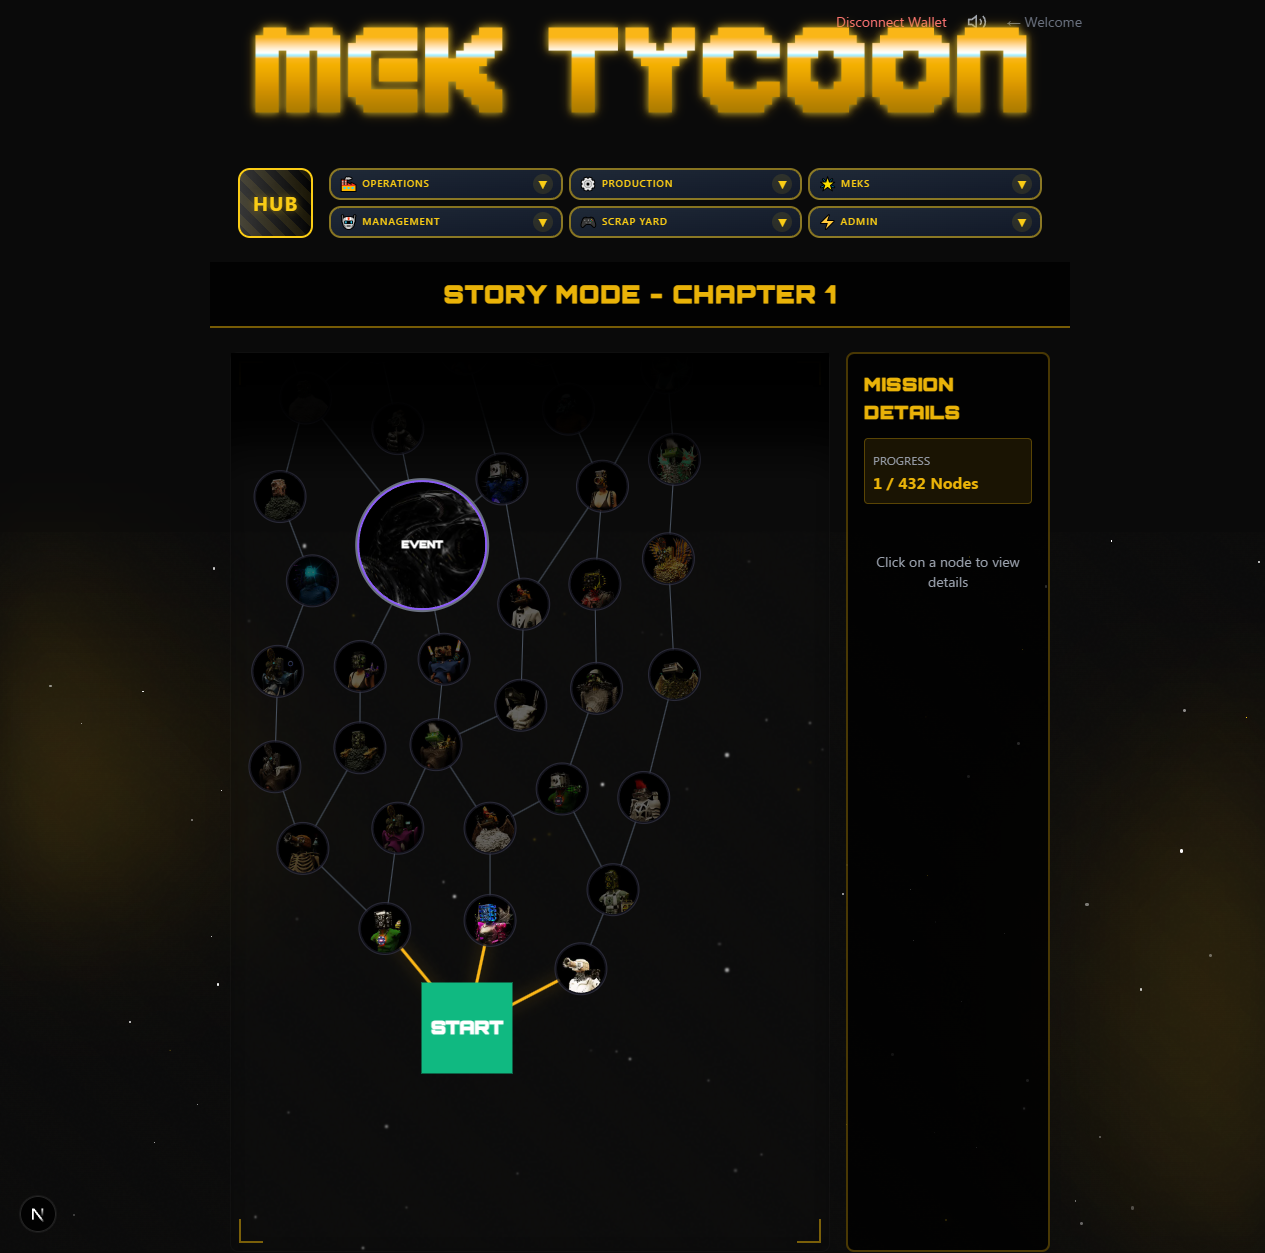 Disconnect Wallet
← Welcome
MEK TYCOON
HUB
OPERATIONS ▼
PRODUCTION ▼
MEKS ▼
MANAGEMENT ▼
SCRAP YARD ▼
ADMIN ▼
STORY MODE - CHAPTER 1
MISSION
DETAILS
PROGRESS
1 / 432 Nodes
Click on a node to view
details
EVENT
START
N